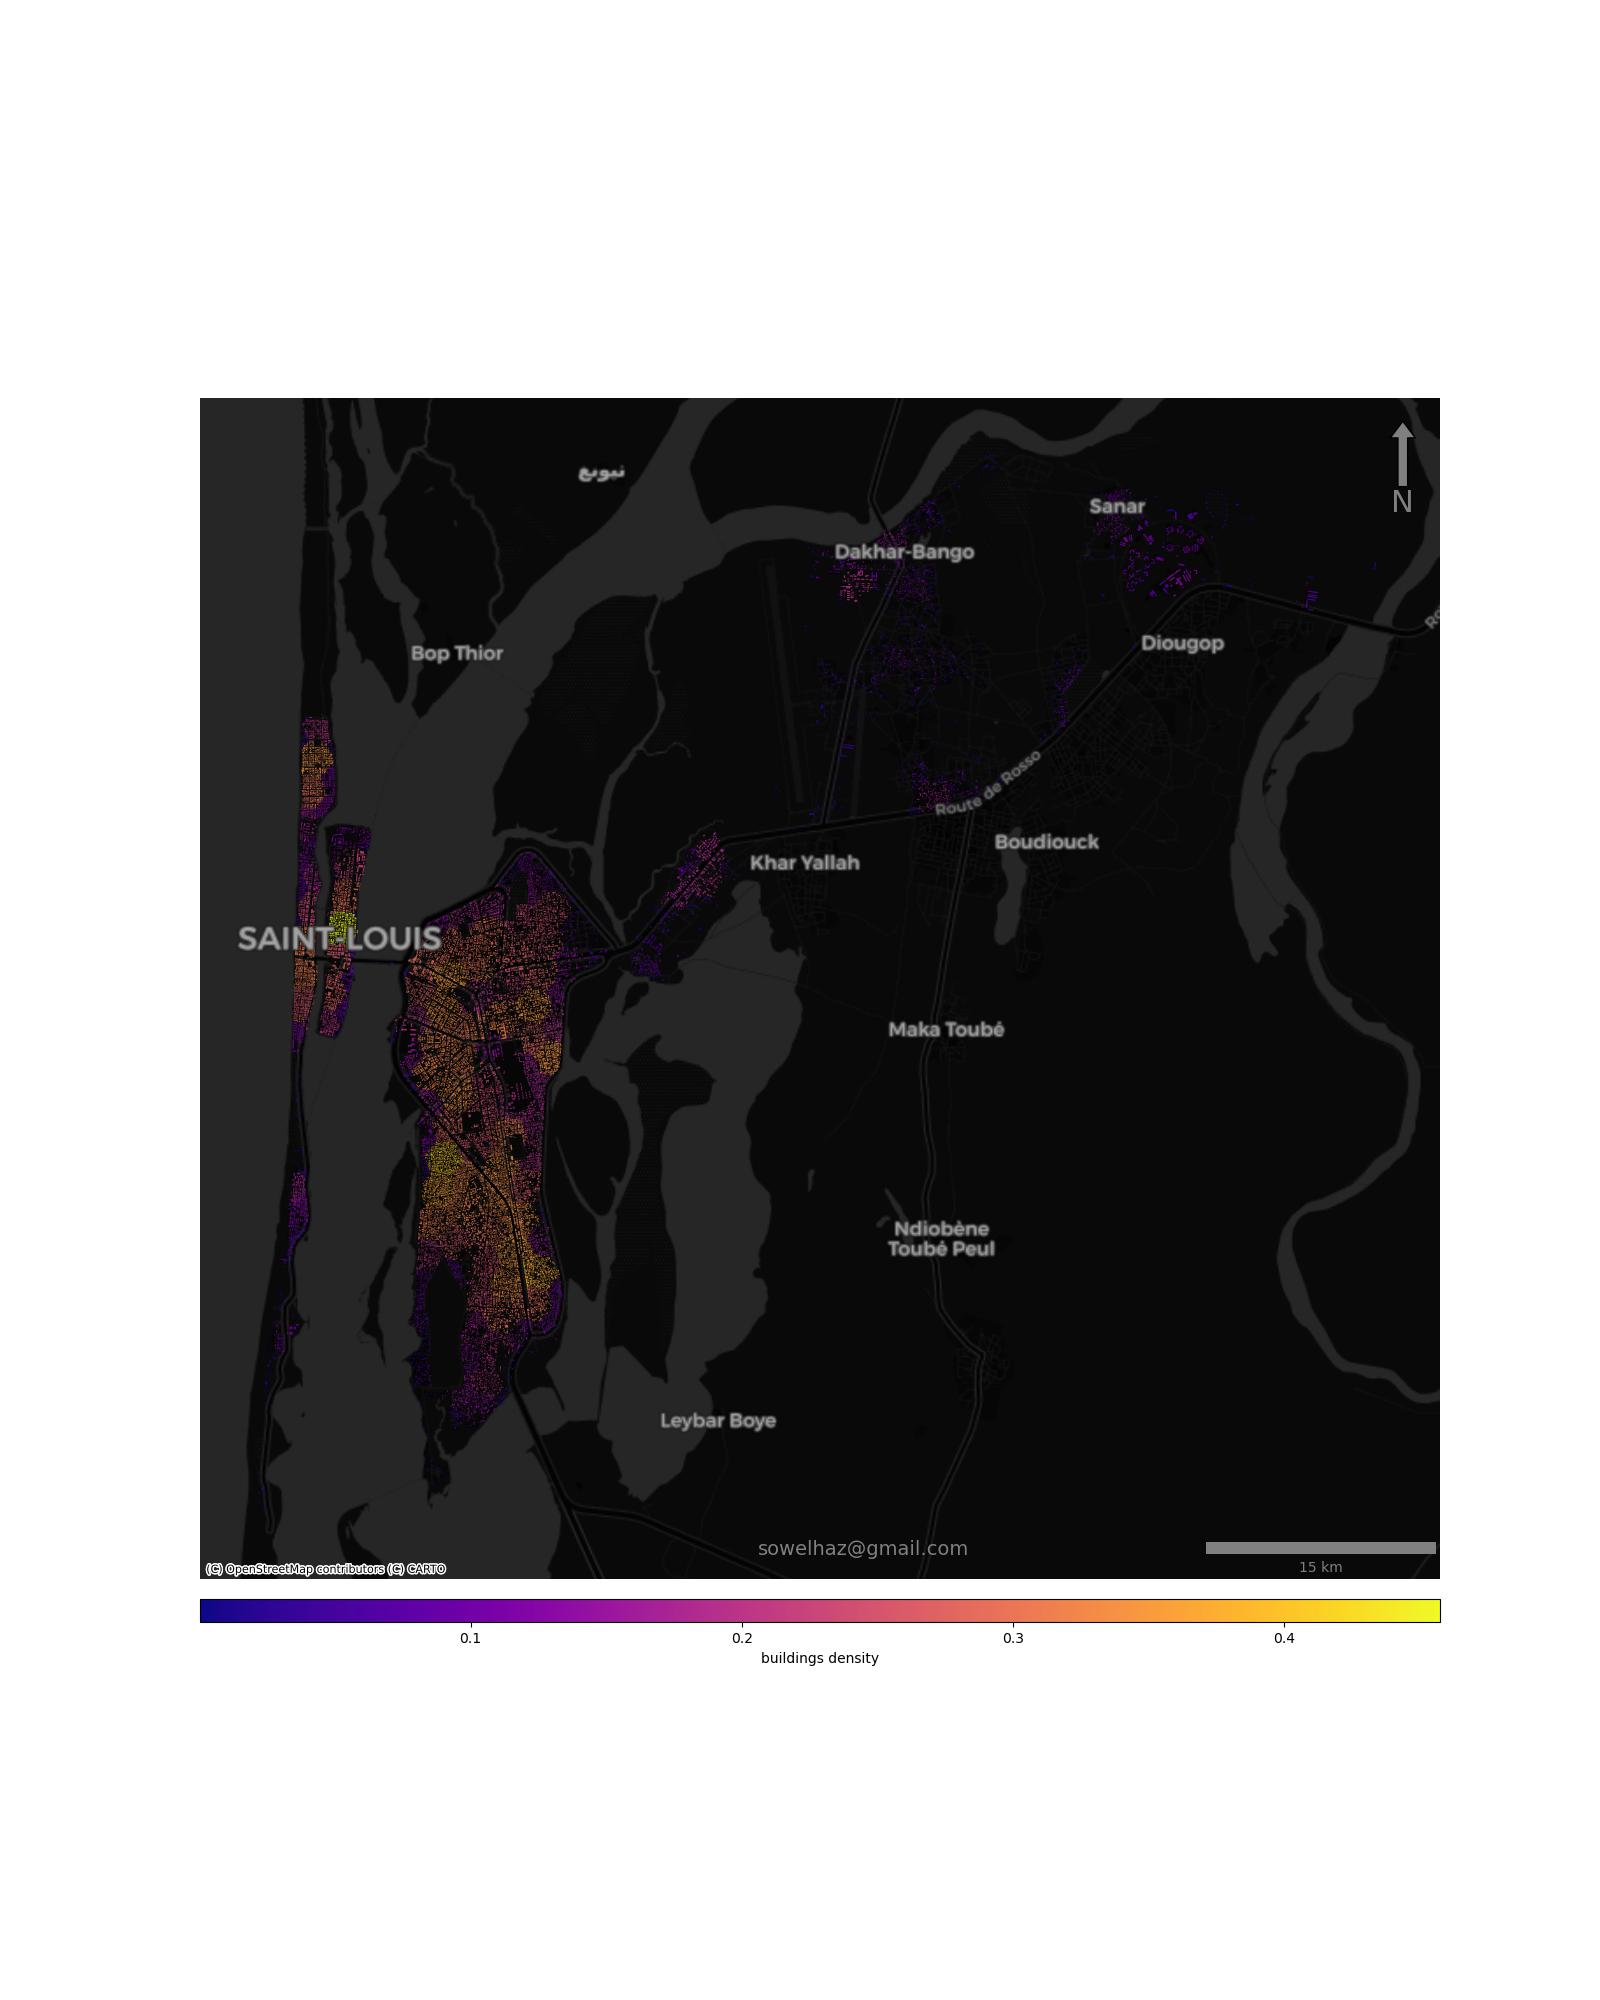 نبويع
Sanar
N
Dakhar-Bango
Diougop
Bop Thior
Route de Rosso
Boudiouck
Khar Yallah
SAINT-LOUIS
Maka Toubé
Ndiobène
Toubé Peul
Leybar Boye
sowelhaz@gmail.com
15 km
(C) OpenStreetMap contributors (C) CARTO
0.1 0.2 0.3 0.4
buildings density